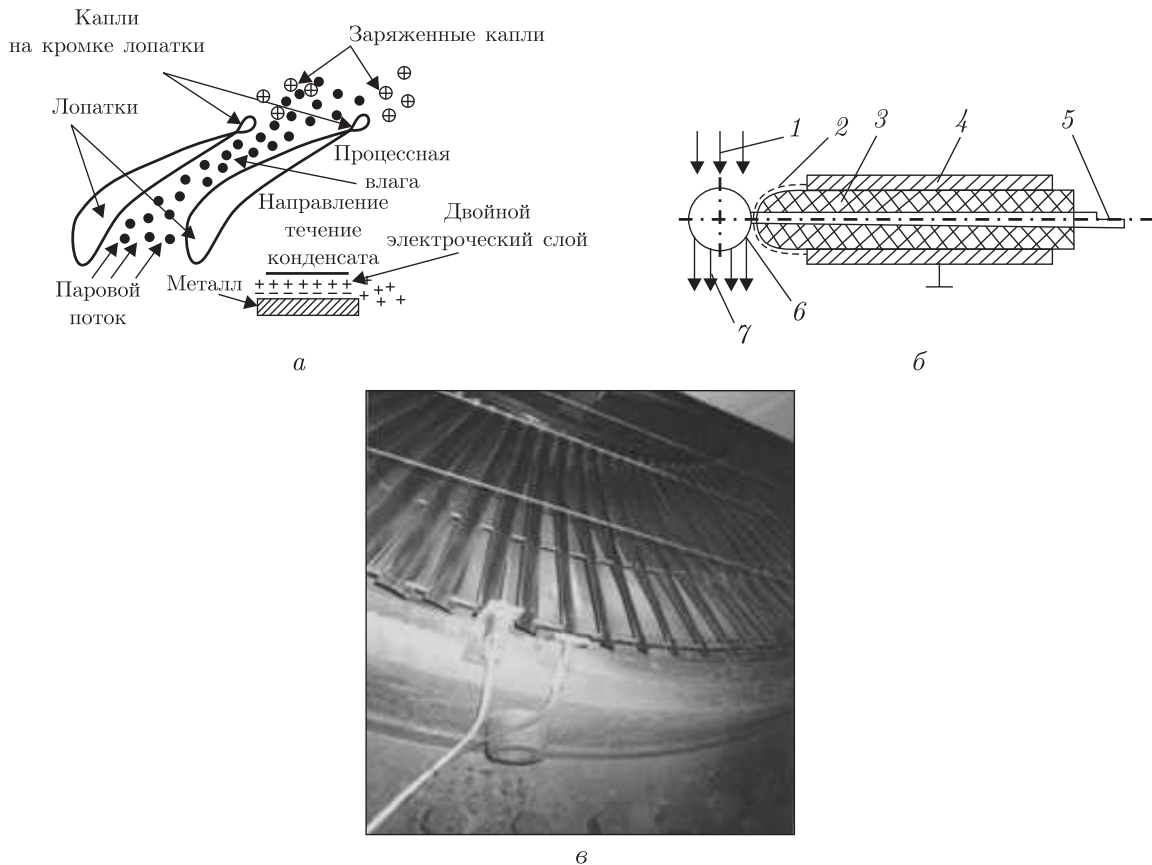 Капли
на кромке лопатки
Заряженные капли
Лопатки
Процессная
влага
Направление
течение
конденсата
Двойной
электроческий слой
Паровой
поток
Металл
+ + + + + + +
− − − − − − −
+ + + + + +
а
1
2
3
4
5
6
7
б
в